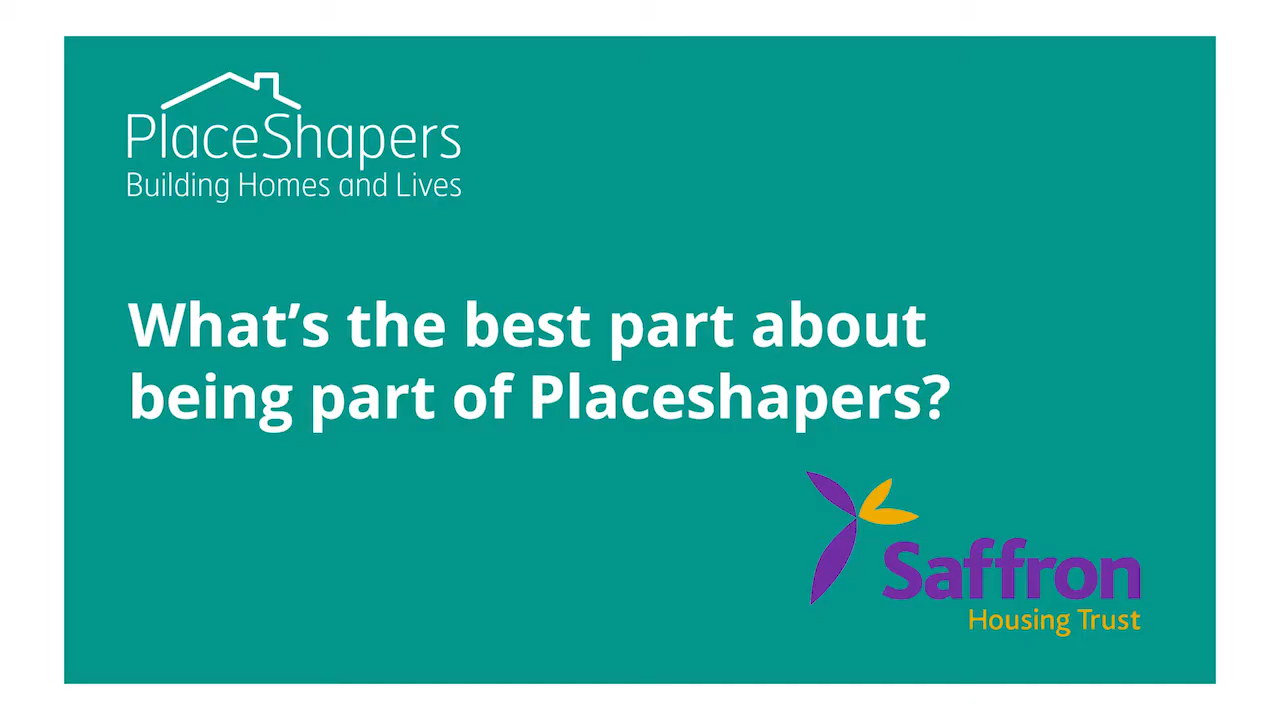 PlaceShapers
Building Homes and Lives
What’s the best part about
being part of Placeshapers?
Saffron
Housing Trust